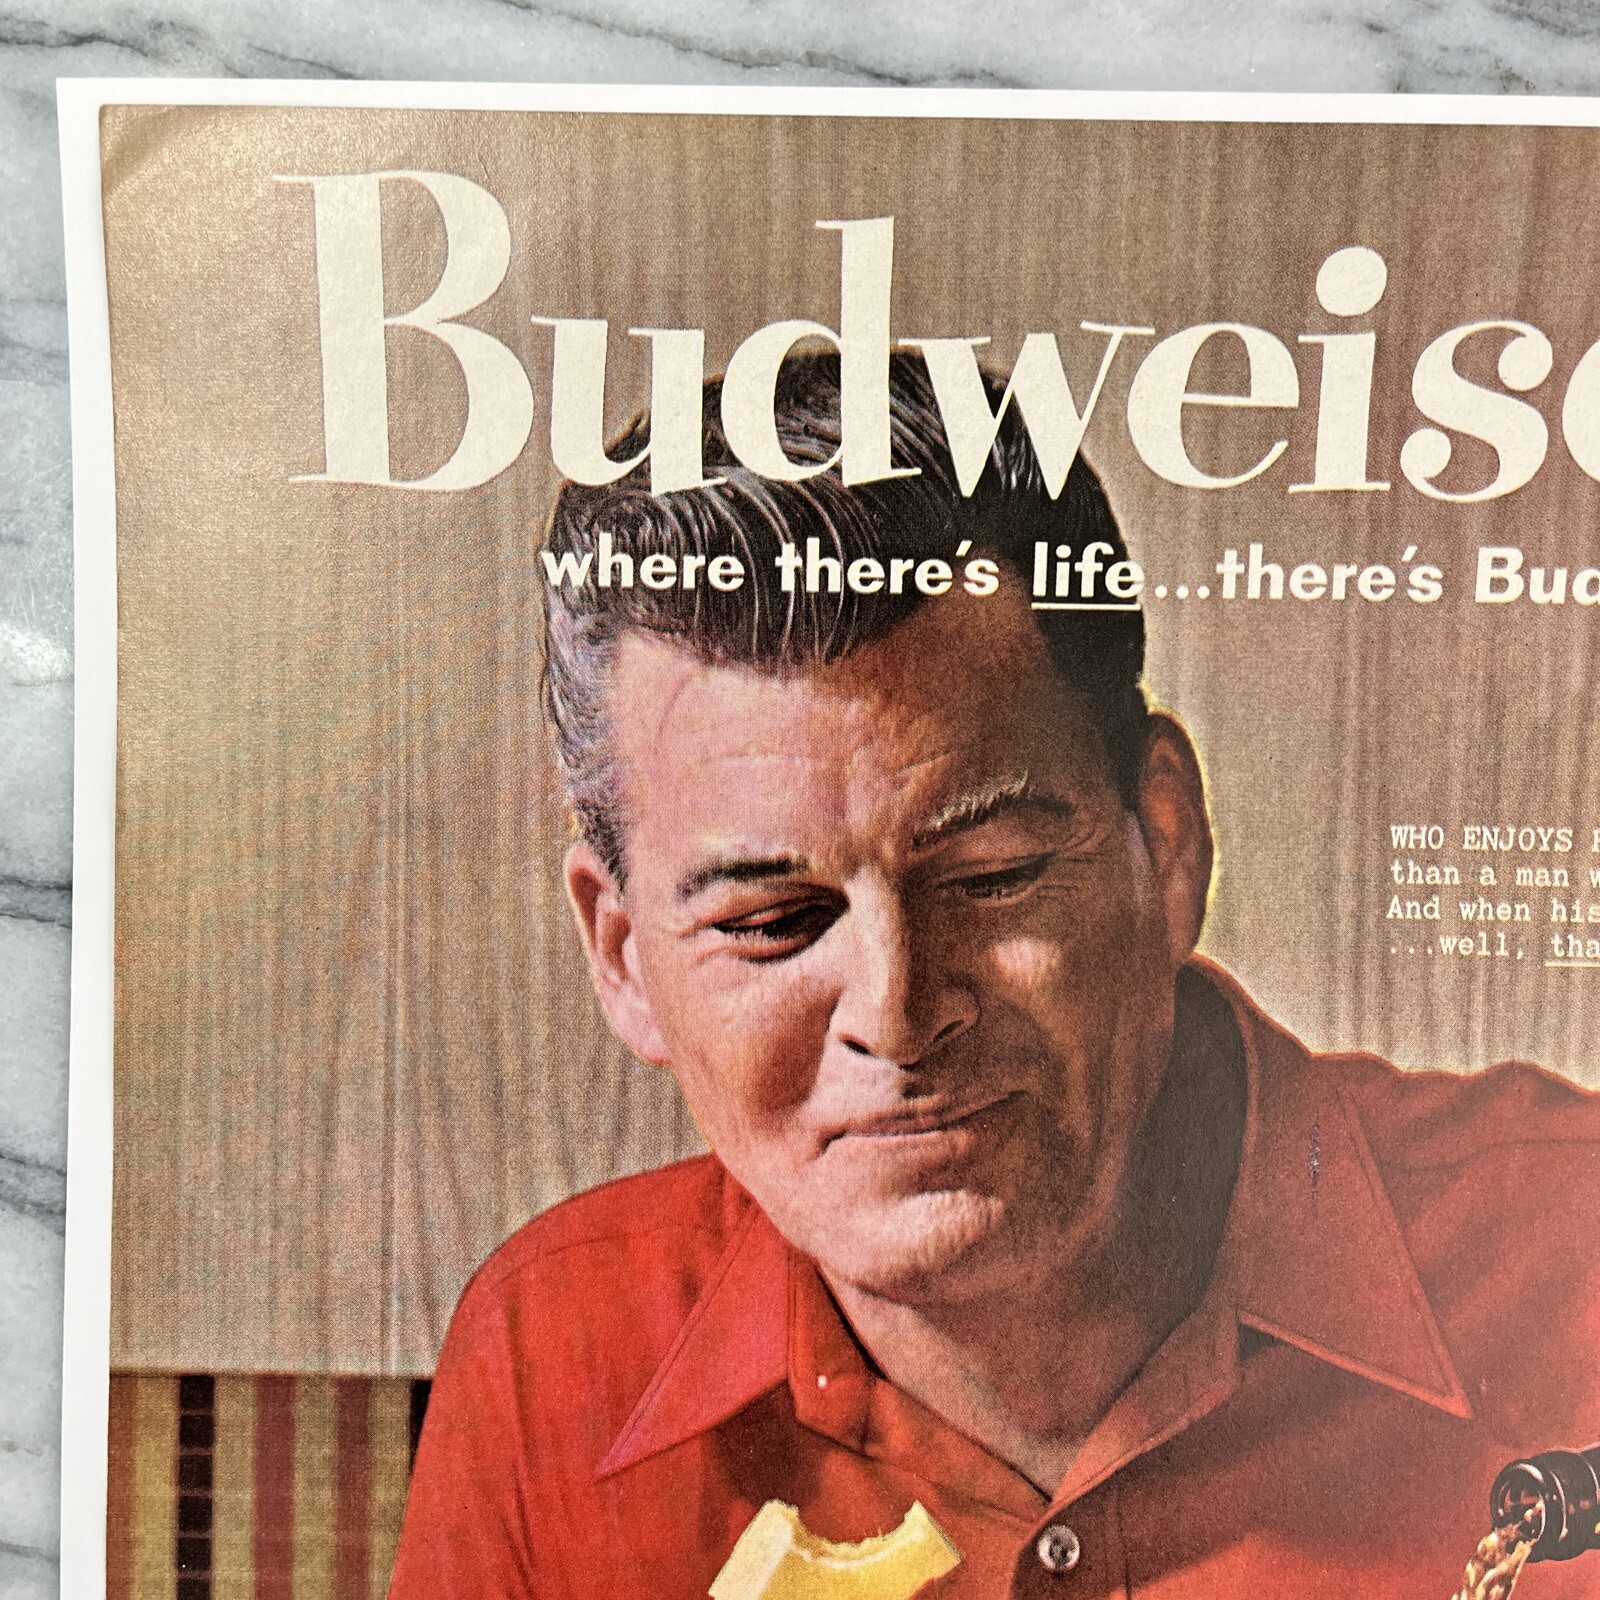 Budweise
where there's life...there's Bud
WHO ENJOYS
than a man
And when his
...well, tha